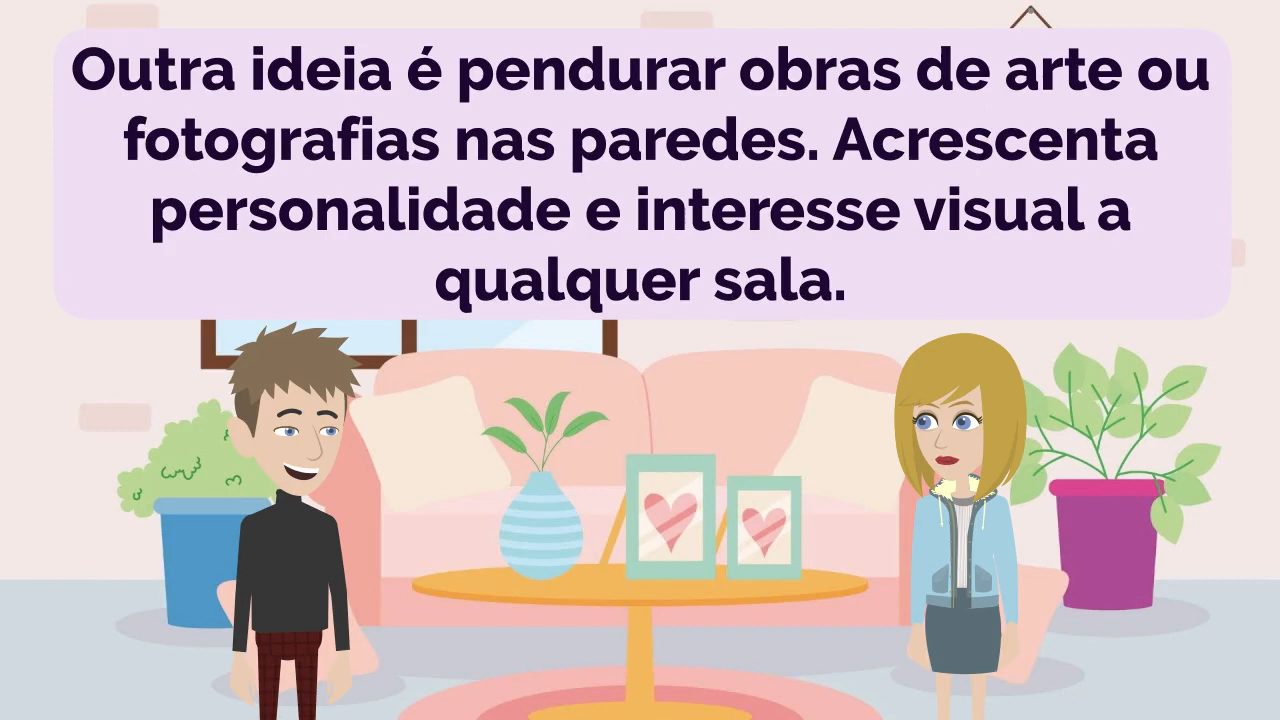 Outra ideia é pendurar obras de arte ou
fotografias nas paredes. Acrescenta
personalidade e interesse visual a
qualquer sala.